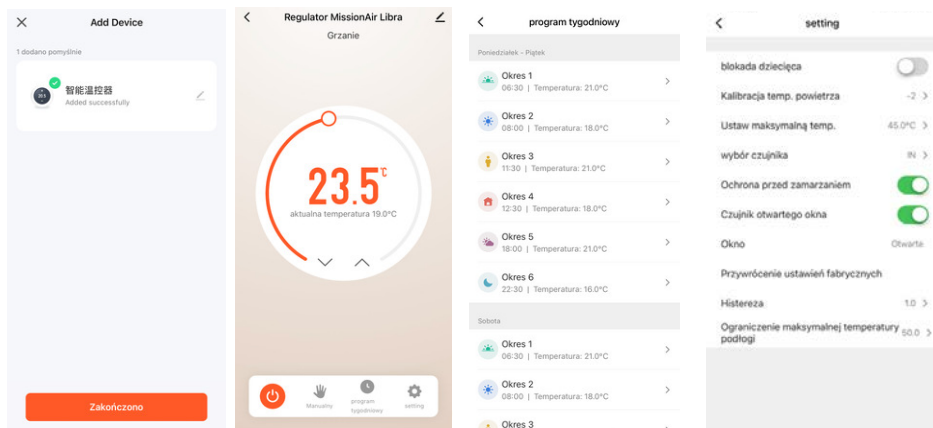 Add Device
1 dodano pomyślnie
智能温控器
Added successfully
Zakończono
Regulator MissionAir Libra
Grzanie
23.5℃
aktualna temperatura 19.0°C
Manualny
program
tygodniowy
setting
program tygodniowy
Poniedziałek - Piątek
Okres 1
06:30 | Temperatura: 21.0°C
Okres 2
08:00 | Temperatura: 18.0°C
Okres 3
11:30 | Temperatura: 21.0°C
Okres 4
12:30 | Temperatura: 18.0°C
Okres 5
18:00 | Temperatura: 21.0°C
Okres 6
22:30 | Temperatura: 16.0°C
Sobota
Okres 1
06:30 | Temperatura: 21.0°C
Okres 2
08:00 | Temperatura: 18.0°C
Okres 3
setting
blokada dziecięca
Kalibracja temp. powietrza -2
Ustaw maksymalną temp. 45.0°C
wybór czujnika IN
Ochrona przed zamarzaniem
Czujnik otwartego okna
Okno Otwarte
Przywrócenie ustawień fabrycznych
Histereza 1.0
Ograniczenie maksymalnej temperatury 50.0
podłogi